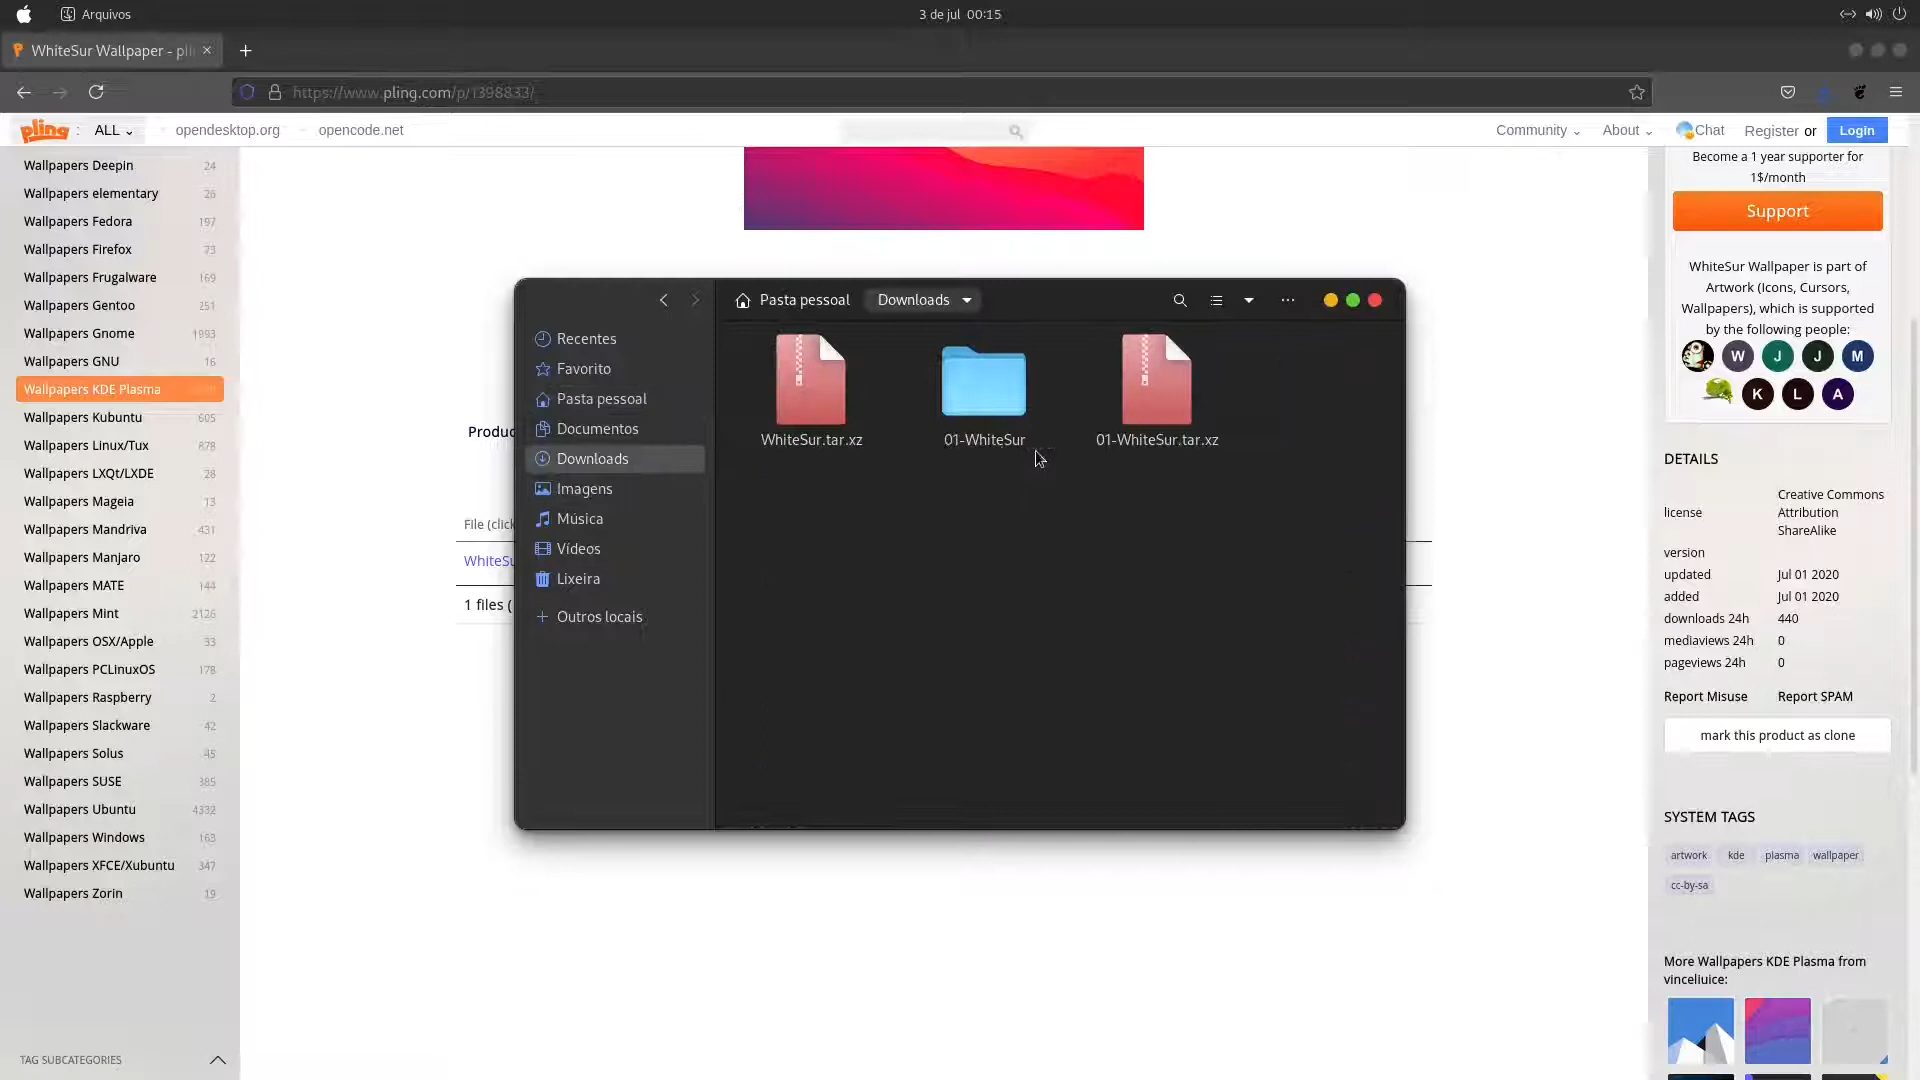 Arquivos
3 de jul 00:15
WhiteSur Wallpaper - pli
https://www.pling.com/p/1398833/
pling
ALL
opendesktop.org
opencode.net
Community
About
Chat
Register or
Login
Wallpapers Deepin 24
Wallpapers elementary 26
Wallpapers Fedora 197
Wallpapers Firefox 73
Wallpapers Frugalware 169
Wallpapers Gentoo 251
Wallpapers Gnome 1993
Wallpapers GNU 16
Wallpapers KDE Plasma
Wallpapers Kubuntu 605
Wallpapers Linux/Tux 878
Wallpapers LXQt/LXDE 28
Wallpapers Mageia 13
Wallpapers Mandriva 431
Wallpapers Manjaro 122
Wallpapers MATE 144
Wallpapers Mint 2126
Wallpapers OSX/Apple 33
Wallpapers PCLinuxOS 178
Wallpapers Raspberry 2
Wallpapers Slackware 42
Wallpapers Solus 45
Wallpapers SUSE 385
Wallpapers Ubuntu 4332
Wallpapers Windows 163
Wallpapers XFCE/Xubuntu 347
Wallpapers Zorin 19
TAG SUBCATEGORIES
Produc
File (click
WhiteSu
1 files (
Pasta pessoal
Downloads
Recentes
Favorito
Pasta pessoal
Documentos
Downloads
Imagens
Música
Vídeos
Lixeira
Outros locais
WhiteSur.tar.xz
01-WhiteSur
01-WhiteSur.tar.xz
Become a 1 year supporter for
1$/month
Support
WhiteSur Wallpaper is part of
Artwork (Icons, Cursors,
Wallpapers), which is supported
by the following people:
W J J M
K L A
DETAILS
license Creative Commons
Attribution
ShareAlike
version
updated Jul 01 2020
added Jul 01 2020
downloads 24h 440
mediaviews 24h 0
pageviews 24h 0
Report Misuse Report SPAM
mark this product as clone
SYSTEM TAGS
artwork kde plasma wallpaper
cc-by-sa
More Wallpapers KDE Plasma from
vinceliuice: